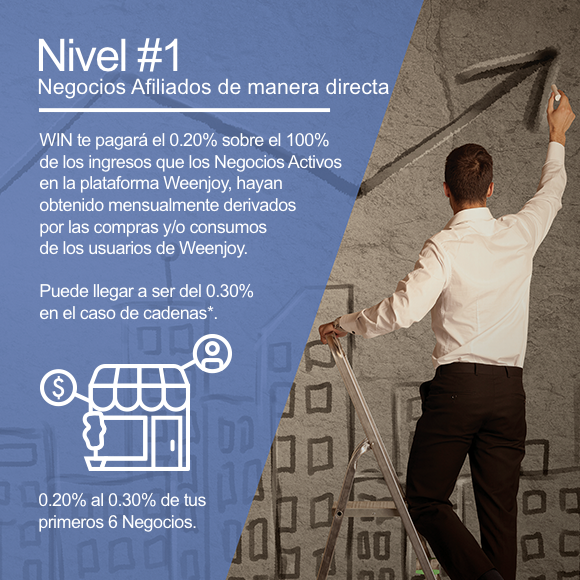 Nivel #1
Negocios Afiliados de manera directa
WIN te pagará el 0.20% sobre el 100%
de los ingresos que los Negocios Activos
en la plataforma Weenjoy, hayan
obtenido mensualmente derivados
por las compras y/o consumos
de los usuarios de Weenjoy.
Puede llegar a ser del 0.30%
en el caso de cadenas*.
$
0.20% al 0.30% de tus
primeros 6 Negocios.